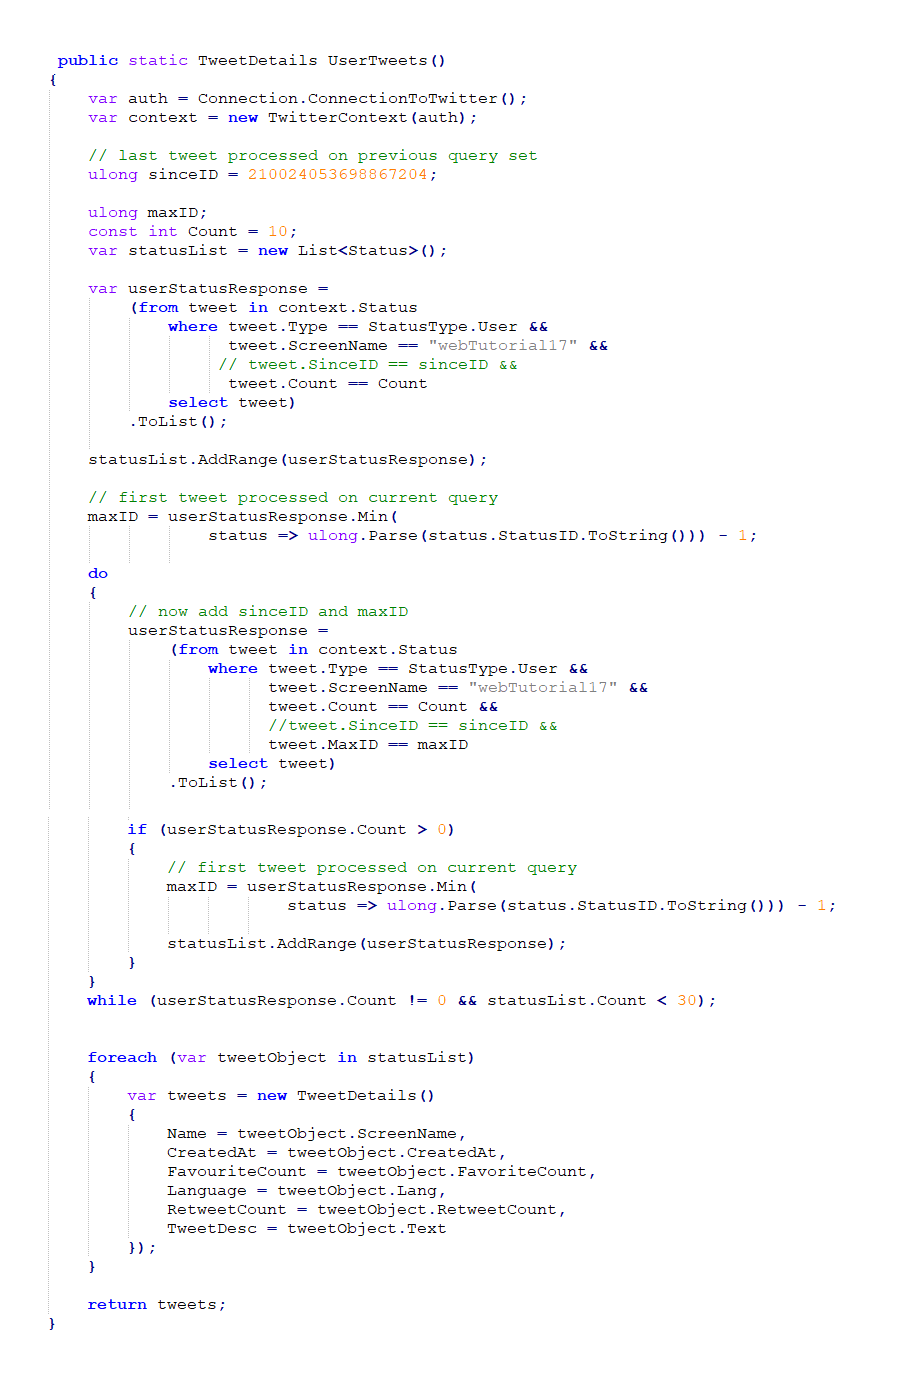 public static TweetDetails UserTweets()
{
    var auth = Connection.ConnectionToTwitter();
    var context = new TwitterContext(auth);

    // last tweet processed on previous query set
    ulong sinceID = 210024053698867204;

    ulong maxID;
    const int Count = 10;
    var statusList = new List<Status>();

    var userStatusResponse =
        (from tweet in context.Status
            where tweet.Type == StatusType.User &&
                  tweet.ScreenName == "webTutorial17" &&
                 // tweet.SinceID == sinceID &&
                  tweet.Count == Count
            select tweet)
        .ToList();

    statusList.AddRange(userStatusResponse);

    // first tweet processed on current query
    maxID = userStatusResponse.Min(
                status => ulong.Parse(status.StatusID.ToString())) - 1;

    do
    {
        // now add sinceID and maxID
        userStatusResponse =
            (from tweet in context.Status
                where tweet.Type == StatusType.User &&
                      tweet.ScreenName == "webTutorial17" &&
                      tweet.Count == Count &&
                      //tweet.SinceID == sinceID &&
                      tweet.MaxID == maxID
                select tweet)
            .ToList();

        if (userStatusResponse.Count > 0)
        {
            // first tweet processed on current query
            maxID = userStatusResponse.Min(
                        status => ulong.Parse(status.StatusID.ToString())) - 1;

            statusList.AddRange(userStatusResponse);
        }
    }
    while (userStatusResponse.Count != 0 && statusList.Count < 30);


    foreach (var tweetObject in statusList)
    {
        var tweets = new TweetDetails()
        {
            Name = tweetObject.ScreenName,
            CreatedAt = tweetObject.CreatedAt,
            FavouriteCount = tweetObject.FavoriteCount,
            Language = tweetObject.Lang,
            RetweetCount = tweetObject.RetweetCount,
            TweetDesc = tweetObject.Text
        });
    }

    return tweets;
}